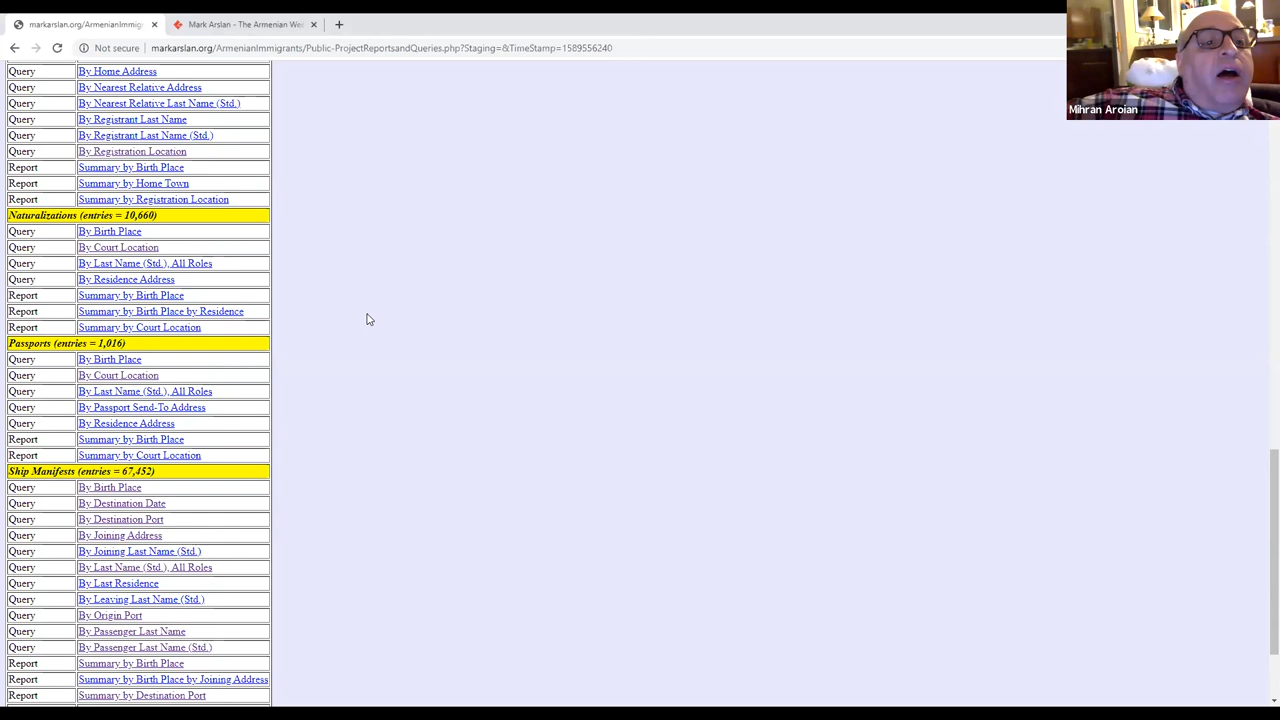 markarslan.org/ArmenianImmig
Mark Arslan - The Armenian We
Not secure
markarslan.org/ArmenianImmigrants/Public-ProjectReportsandQueries.php?Staging=&TimeStamp=1589556240
Mihran Aroian
Query By Home Address
Query By Nearest Relative Address
Query By Nearest Relative Last Name (Std.)
Query By Registrant Last Name
Query By Registrant Last Name (Std.)
Query By Registration Location
Report Summary by Birth Place
Report Summary by Home Town
Report Summary by Registration Location
Naturalizations (entries = 10,660)
Query By Birth Place
Query By Court Location
Query By Last Name (Std.), All Roles
Query By Residence Address
Report Summary by Birth Place
Report Summary by Birth Place by Residence
Report Summary by Court Location
Passports (entries = 1,016)
Query By Birth Place
Query By Court Location
Query By Last Name (Std.), All Roles
Query By Passport Send-To Address
Query By Residence Address
Report Summary by Birth Place
Report Summary by Court Location
Ship Manifests (entries = 67,452)
Query By Birth Place
Query By Destination Date
Query By Destination Port
Query By Joining Address
Query By Joining Last Name (Std.)
Query By Last Name (Std.), All Roles
Query By Last Residence
Query By Leaving Last Name (Std.)
Query By Origin Port
Query By Passenger Last Name
Query By Passenger Last Name (Std.)
Report Summary by Birth Place
Report Summary by Birth Place by Joining Address
Report Summary by Destination Port